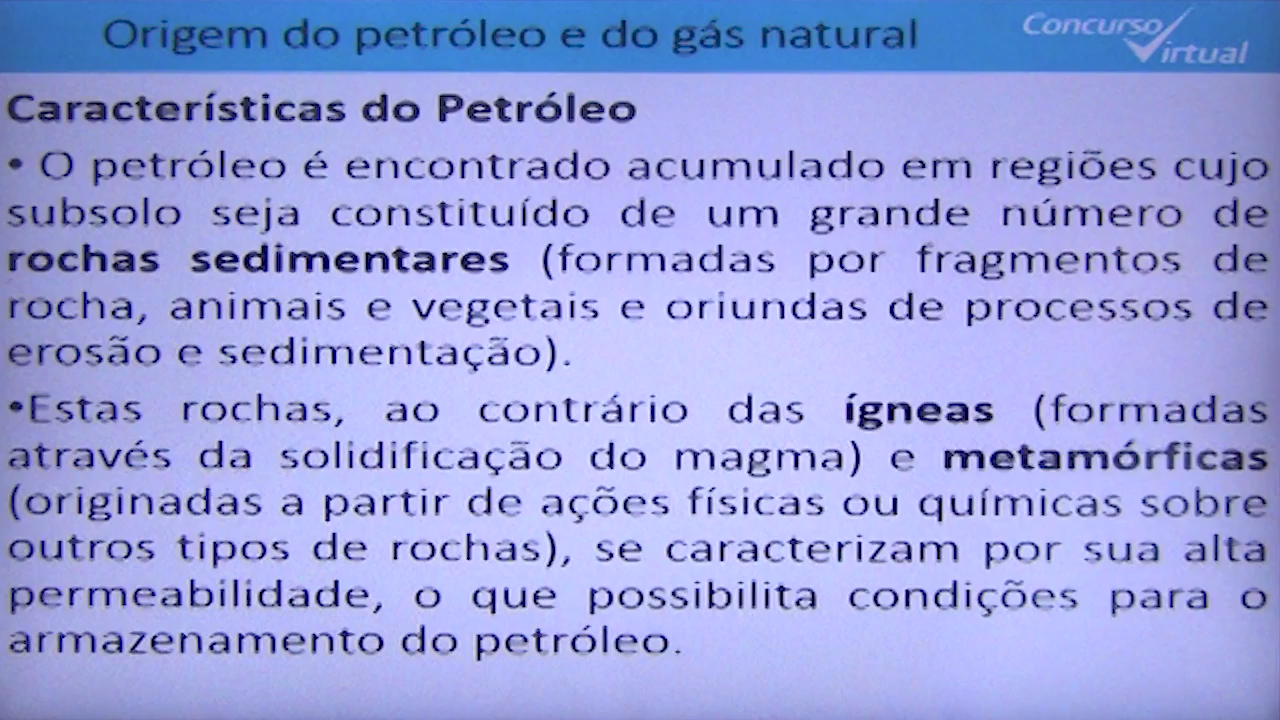 Origem do petróleo e do gás natural
Concurso
Virtual
Características do Petróleo
• O petróleo é encontrado acumulado em regiões cujo
subsolo seja constituído de um grande número de
rochas sedimentares (formadas por fragmentos de
rocha, animais e vegetais e oriundas de processos de
erosão e sedimentação).
•Estas rochas, ao contrário das ígneas (formadas
através da solidificação do magma) e metamórficas
(originadas a partir de ações físicas ou químicas sobre
outros tipos de rochas), se caracterizam por sua alta
permeabilidade, o que possibilita condições para o
armazenamento do petróleo.